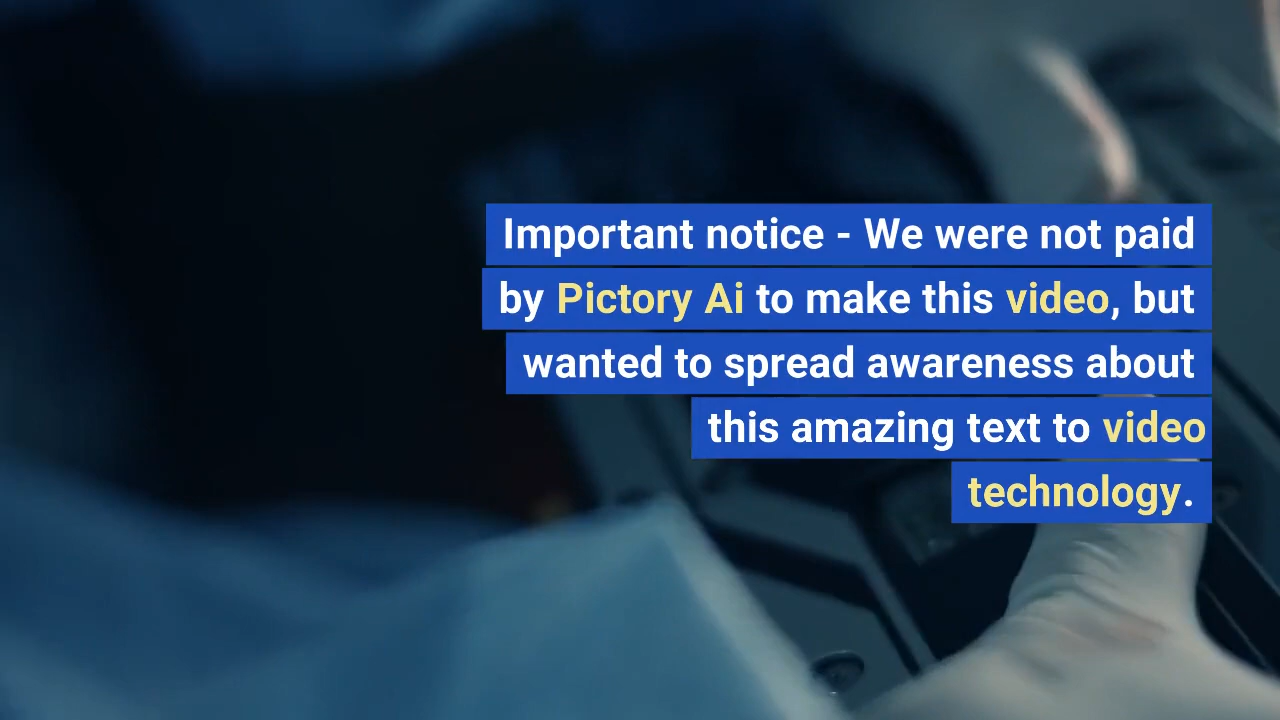 Important notice - We were not paid
by Pictory Ai to make this video, but
wanted to spread awareness about
this amazing text to video
technology.